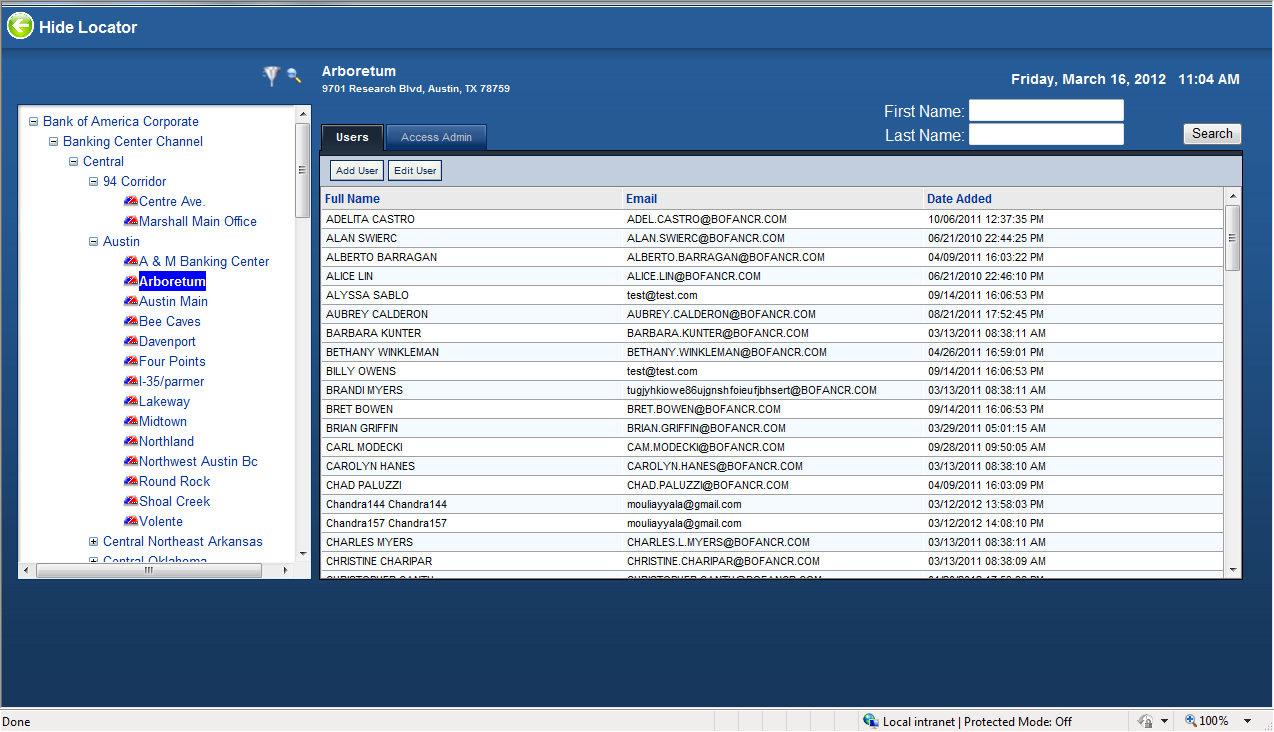 Hide Locator
Arboretum
9701 Research Blvd, Austin, TX 78759
Friday, March 16, 2012 11:04 AM
First Name:
Last Name:
Search
Bank of America Corporate
Banking Center Channel
Central
94 Corridor
Centre Ave.
Marshall Main Office
Austin
A & M Banking Center
Arboretum
Austin Main
Bee Caves
Davenport
Four Points
I-35/parmer
Lakeway
Midtown
Northland
Northwest Austin Bc
Round Rock
Shoal Creek
Volente
Central Northeast Arkansas
Central Oklahoma
Users Access Admin
Add User Edit User
Full Name Email Date Added
ADELITA CASTRO ADEL.CASTRO@BOFANCR.COM 10/06/2011 12:37:35 PM
ALAN SWIERC ALAN.SWIERC@BOFANCR.COM 06/21/2010 22:44:25 PM
ALBERTO BARRAGAN ALBERTO.BARRAGAN@BOFANCR.COM 04/09/2011 16:03:22 PM
ALICE LIN ALICE.LIN@BOFANCR.COM 06/21/2010 22:46:10 PM
ALYSSA SABLO test@test.com 09/14/2011 16:06:53 PM
AUBREY CALDERON AUBREY.CALDERON@BOFANCR.COM 08/21/2011 17:52:45 PM
BARBARA KUNTER BARBARA.KUNTER@BOFANCR.COM 03/13/2011 08:38:11 AM
BETHANY WINKLEMAN BETHANY.WINKLEMAN@BOFANCR.COM 04/26/2011 16:59:01 PM
BILLY OWENS test@test.com 09/14/2011 16:06:53 PM
BRANDI MYERS tugjyhkiowe86ujgnshfoieufjbhsert@BOFANCR.COM 03/13/2011 08:38:11 AM
BRET BOWEN BRET.BOWEN@BOFANCR.COM 09/14/2011 16:06:53 PM
BRIAN GRIFFIN BRIAN.GRIFFIN@BOFANCR.COM 03/29/2011 05:01:15 AM
CARL MODECKI CAM.MODECKI@BOFANCR.COM 09/28/2011 09:50:05 AM
CAROLYN HANES CAROLYN.HANES@BOFANCR.COM 03/13/2011 08:38:10 AM
CHAD PALUZZI CHAD.PALUZZI@BOFANCR.COM 04/09/2011 16:03:09 PM
Chandra144 Chandra144 mouliayyala@gmail.com 03/12/2012 13:58:03 PM
Chandra157 Chandra157 mouliayyala@gmail.com 03/12/2012 14:08:10 PM
CHARLES MYERS CHARLES.L.MYERS@BOFANCR.COM 03/13/2011 08:38:11 AM
CHRISTINE CHARIPAR CHRISTINE.CHARIPAR@BOFANCR.COM 03/13/2011 08:38:09 AM
Done Local intranet | Protected Mode: Off 100%